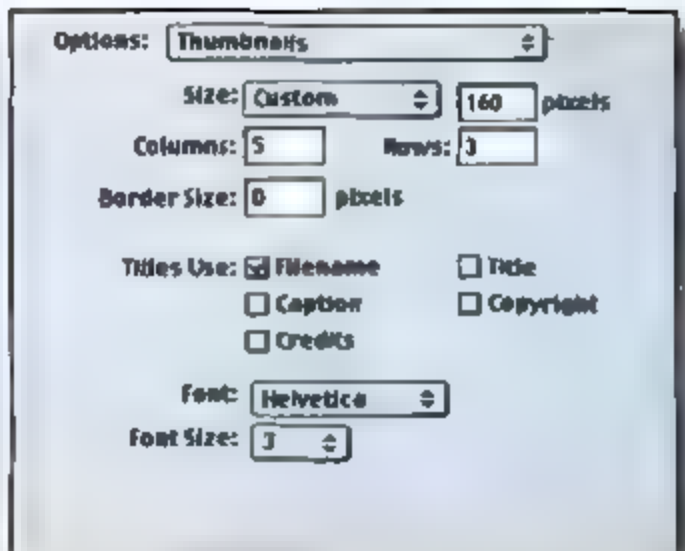 Options: Thumbnails
Size: Custom 160 pixels
Columns: 5 Rows: 3
Border Size: 0 pixels
Titles Use: Filename Title
Caption Copyright
Credits
Font: Helvetica
Font Size: 3